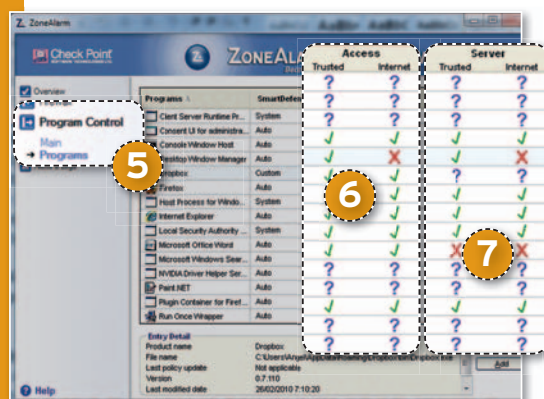 ZoneAlarm
Check Point
SOFTWARE TECHNOLOGIES LTD.
ZONEAL
Overview
Program Control
Main
Programs
5
Programs SmartDefen
Client Server Runtime Pr... System
Consent UI for administra... Auto
Console Window Host Auto
Desktop Window Manager Auto
Dropbox Custom
Firefox Auto
Host Process for Windo... System
Internet Explorer Auto
Local Security Authority ... System
Microsoft Office Word Auto
Microsoft Windows Sear... Auto
NVIDIA Driver Helper Ser... Auto
Paint.NET Auto
Plugin Container for Firef... Auto
Run Once Wrapper Auto
Access
Trusted Internet
? ?
? ?
? ?
6
Server
Trusted Internet
? ?
? ?
? ?
7
Entry Detail
Product name Dropbox
File name
Last policy update Not applicable
Version 0.7.110
Last modified date 26/02/2010 7:10:20
Add
Help